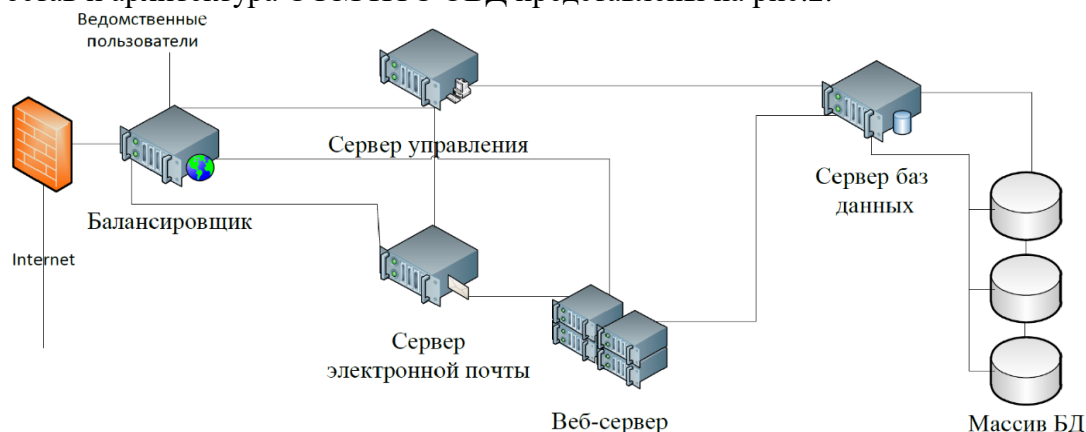 Ведомственные
пользователи
Сервер управления
Балансировщик
Internet
Сервер баз
данных
Сервер
электронной почты
Веб-сервер
Массив БД